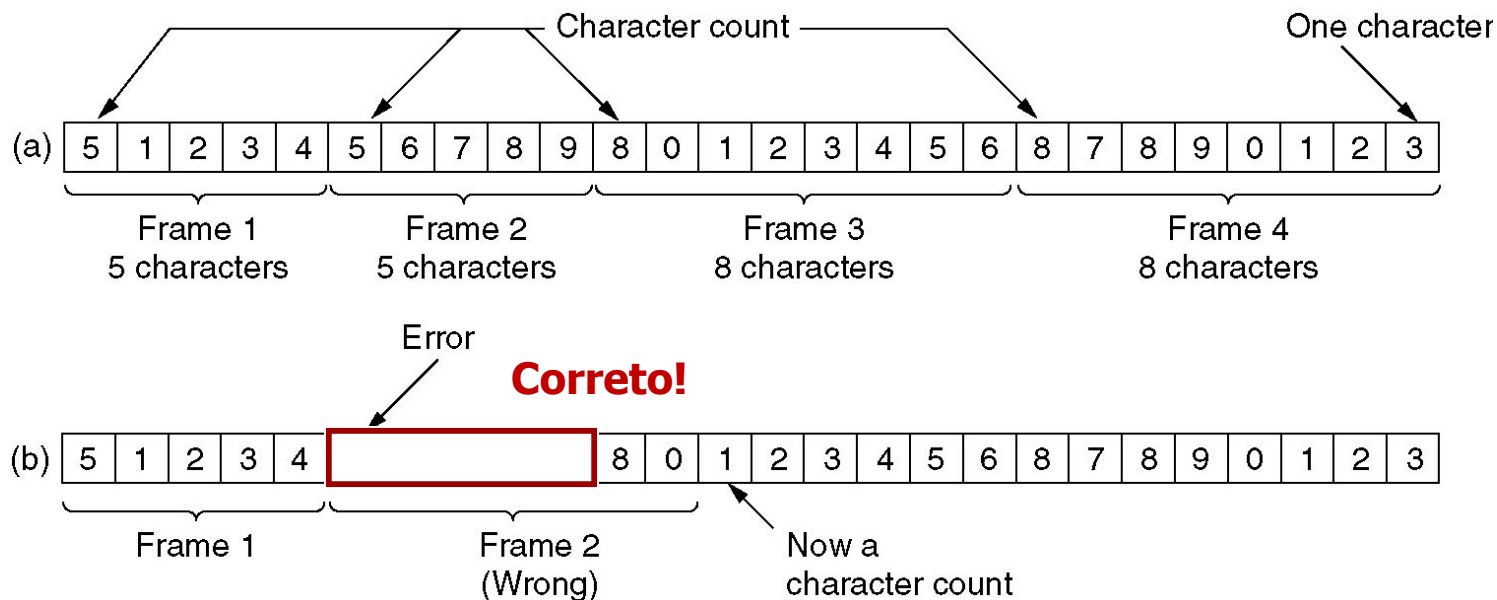 Character count
One character
(a) 5 1 2 3 4 5 6 7 8 9 8 0 1 2 3 4 5 6 8 7 8 9 0 1 2 3
Frame 1
5 characters
Frame 2
5 characters
Frame 3
8 characters
Frame 4
8 characters
Error
Correto!
(b) 5 1 2 3 4 8 0 1 2 3 4 5 6 8 7 8 9 0 1 2 3
Frame 1
Frame 2
(Wrong)
Now a
character count